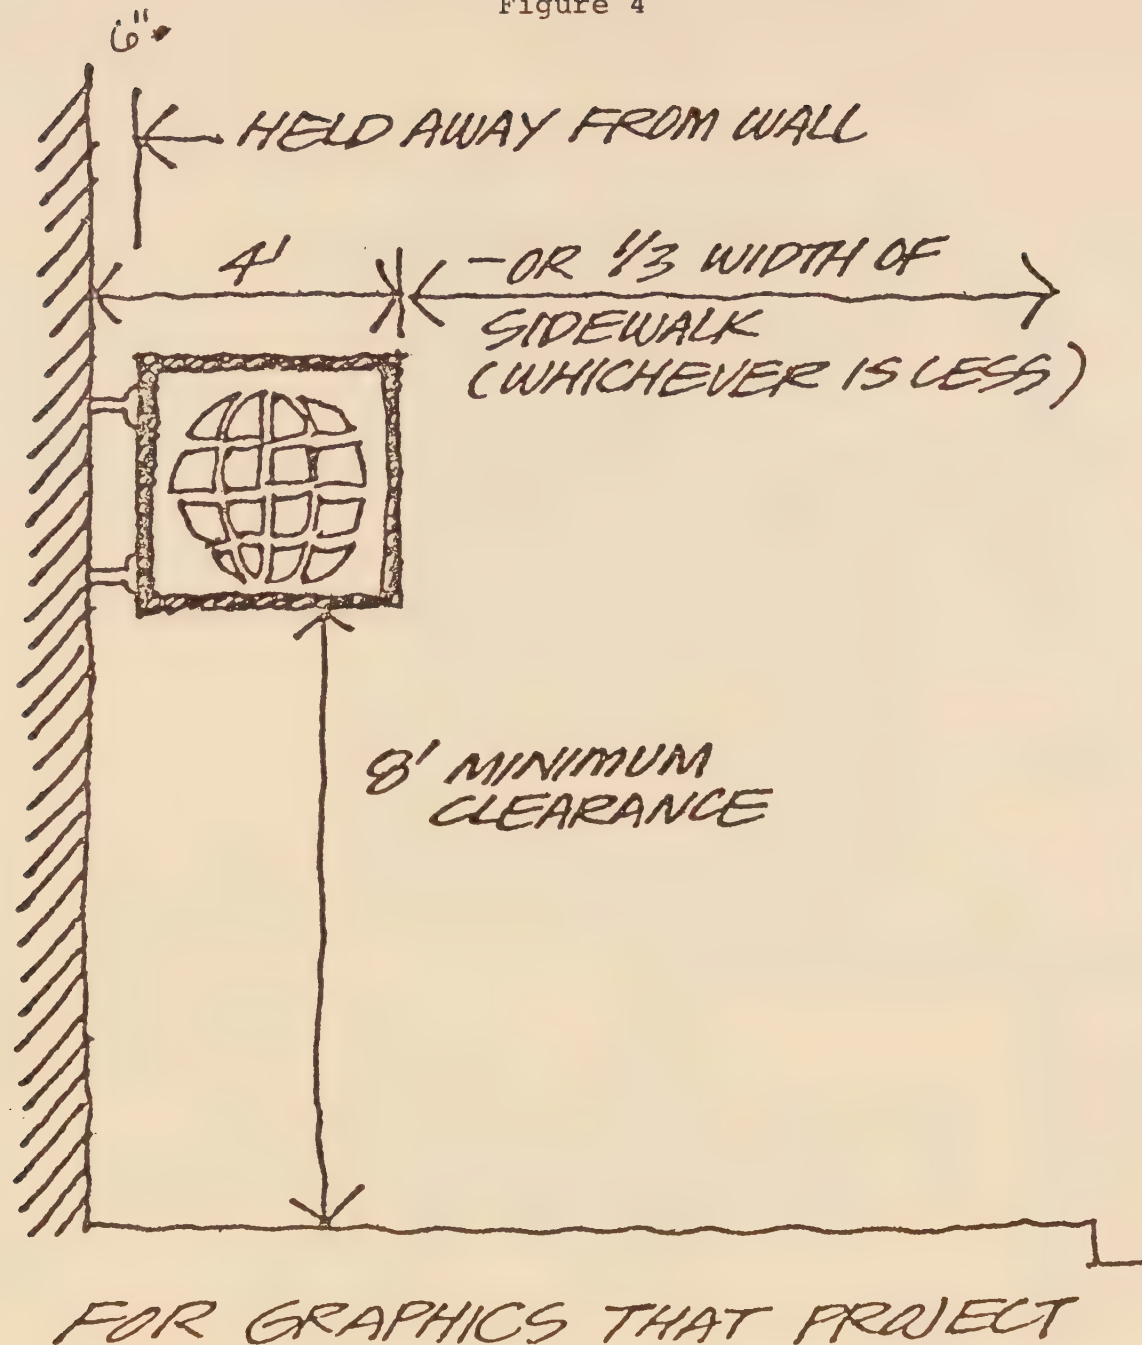 Figure 4
6"
HELD AWAY FROM WALL
4'
-OR 1/3 WIDTH OF
SIDEWALK
(WHICHEVER IS LESS)
8' MINIMUM
CLEARANCE
FOR GRAPHICS THAT PROJECT